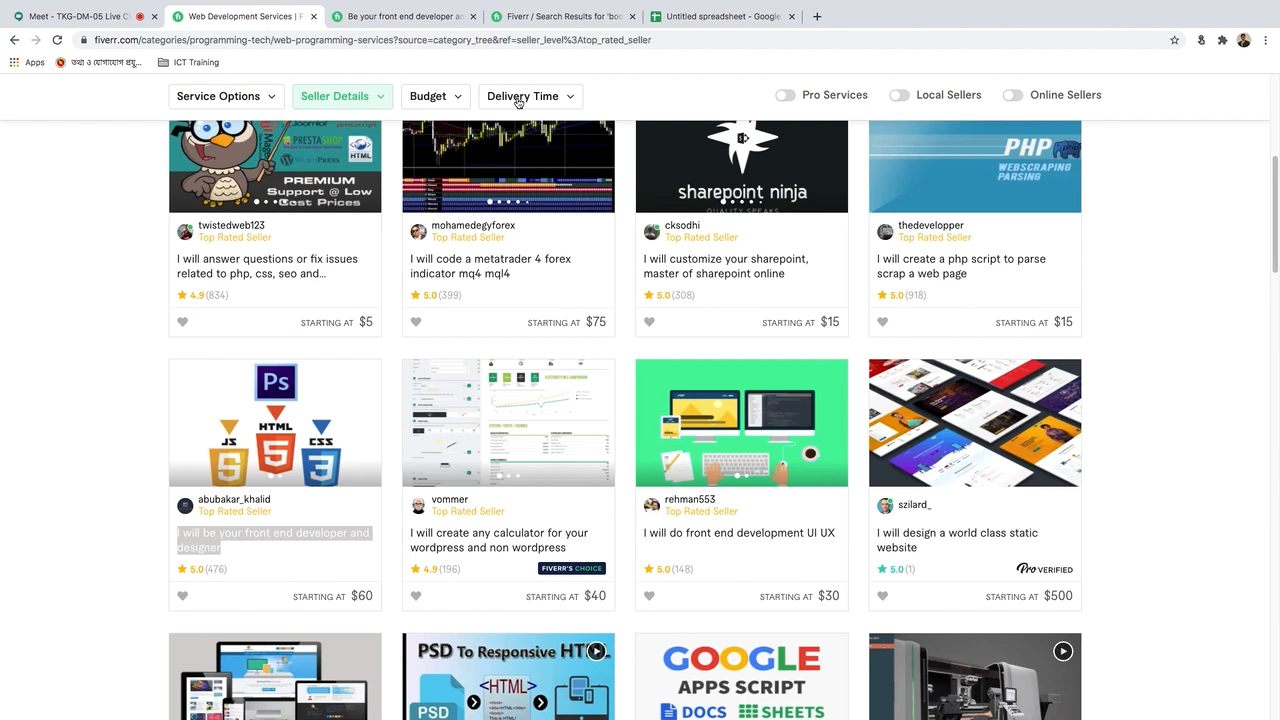 Meet - TKG-DM-05 Live Cl
Web Development Services | F
Be your front end developer an
Fiverr / Search Results for 'boo
Untitled spreadsheet - Google
fiverr.com/categories/programming-tech/web-programming-services?source=category_tree&ref=seller_level%3Atop_rated_seller
Apps
তথ্য ও যোগাযোগ প্রযু...
ICT Training
Service Options
Seller Details
Budget
Delivery Time
Pro Services
Local Sellers
Online Sellers
PRESTASHOP
HTML
WORDPRESS
PREMIUM
Support @ Low
Cost Prices
sharepoint ninja
QUALITY SPEAKS
PHP
WEBSCRAPING
PARSING
twistedweb123
Top Rated Seller
I will answer questions or fix issues
related to php, css, seo and...
4.9 (834)
STARTING AT $5
mohamedegyforex
Top Rated Seller
I will code a metatrader 4 forex
indicator mq4 mql4
5.0 (399)
STARTING AT $75
cksodhi
Top Rated Seller
I will customize your sharepoint,
master of sharepoint online
5.0 (308)
STARTING AT $15
thedevelopper
Top Rated Seller
I will create a php script to parse
scrap a web page
5.0 (918)
STARTING AT $15
Ps
HTML
JS
CSS
abubakar_khalid
Top Rated Seller
I will be your front end developer and
designer
5.0 (476)
STARTING AT $60
vommer
Top Rated Seller
I will create any calculator for your
wordpress and non wordpress
4.9 (196)
FIVERR'S CHOICE
STARTING AT $40
rehman553
Top Rated Seller
I will do front end development UI UX
5.0 (148)
STARTING AT $30
szilard_
I will design a world class static
website
5.0 (1)
Pro VERIFIED
STARTING AT $500
PSD To Responsive HTML
<HTML>
PSD
GOOGLE
APPS SCRIPT
DOCS
SHEETS